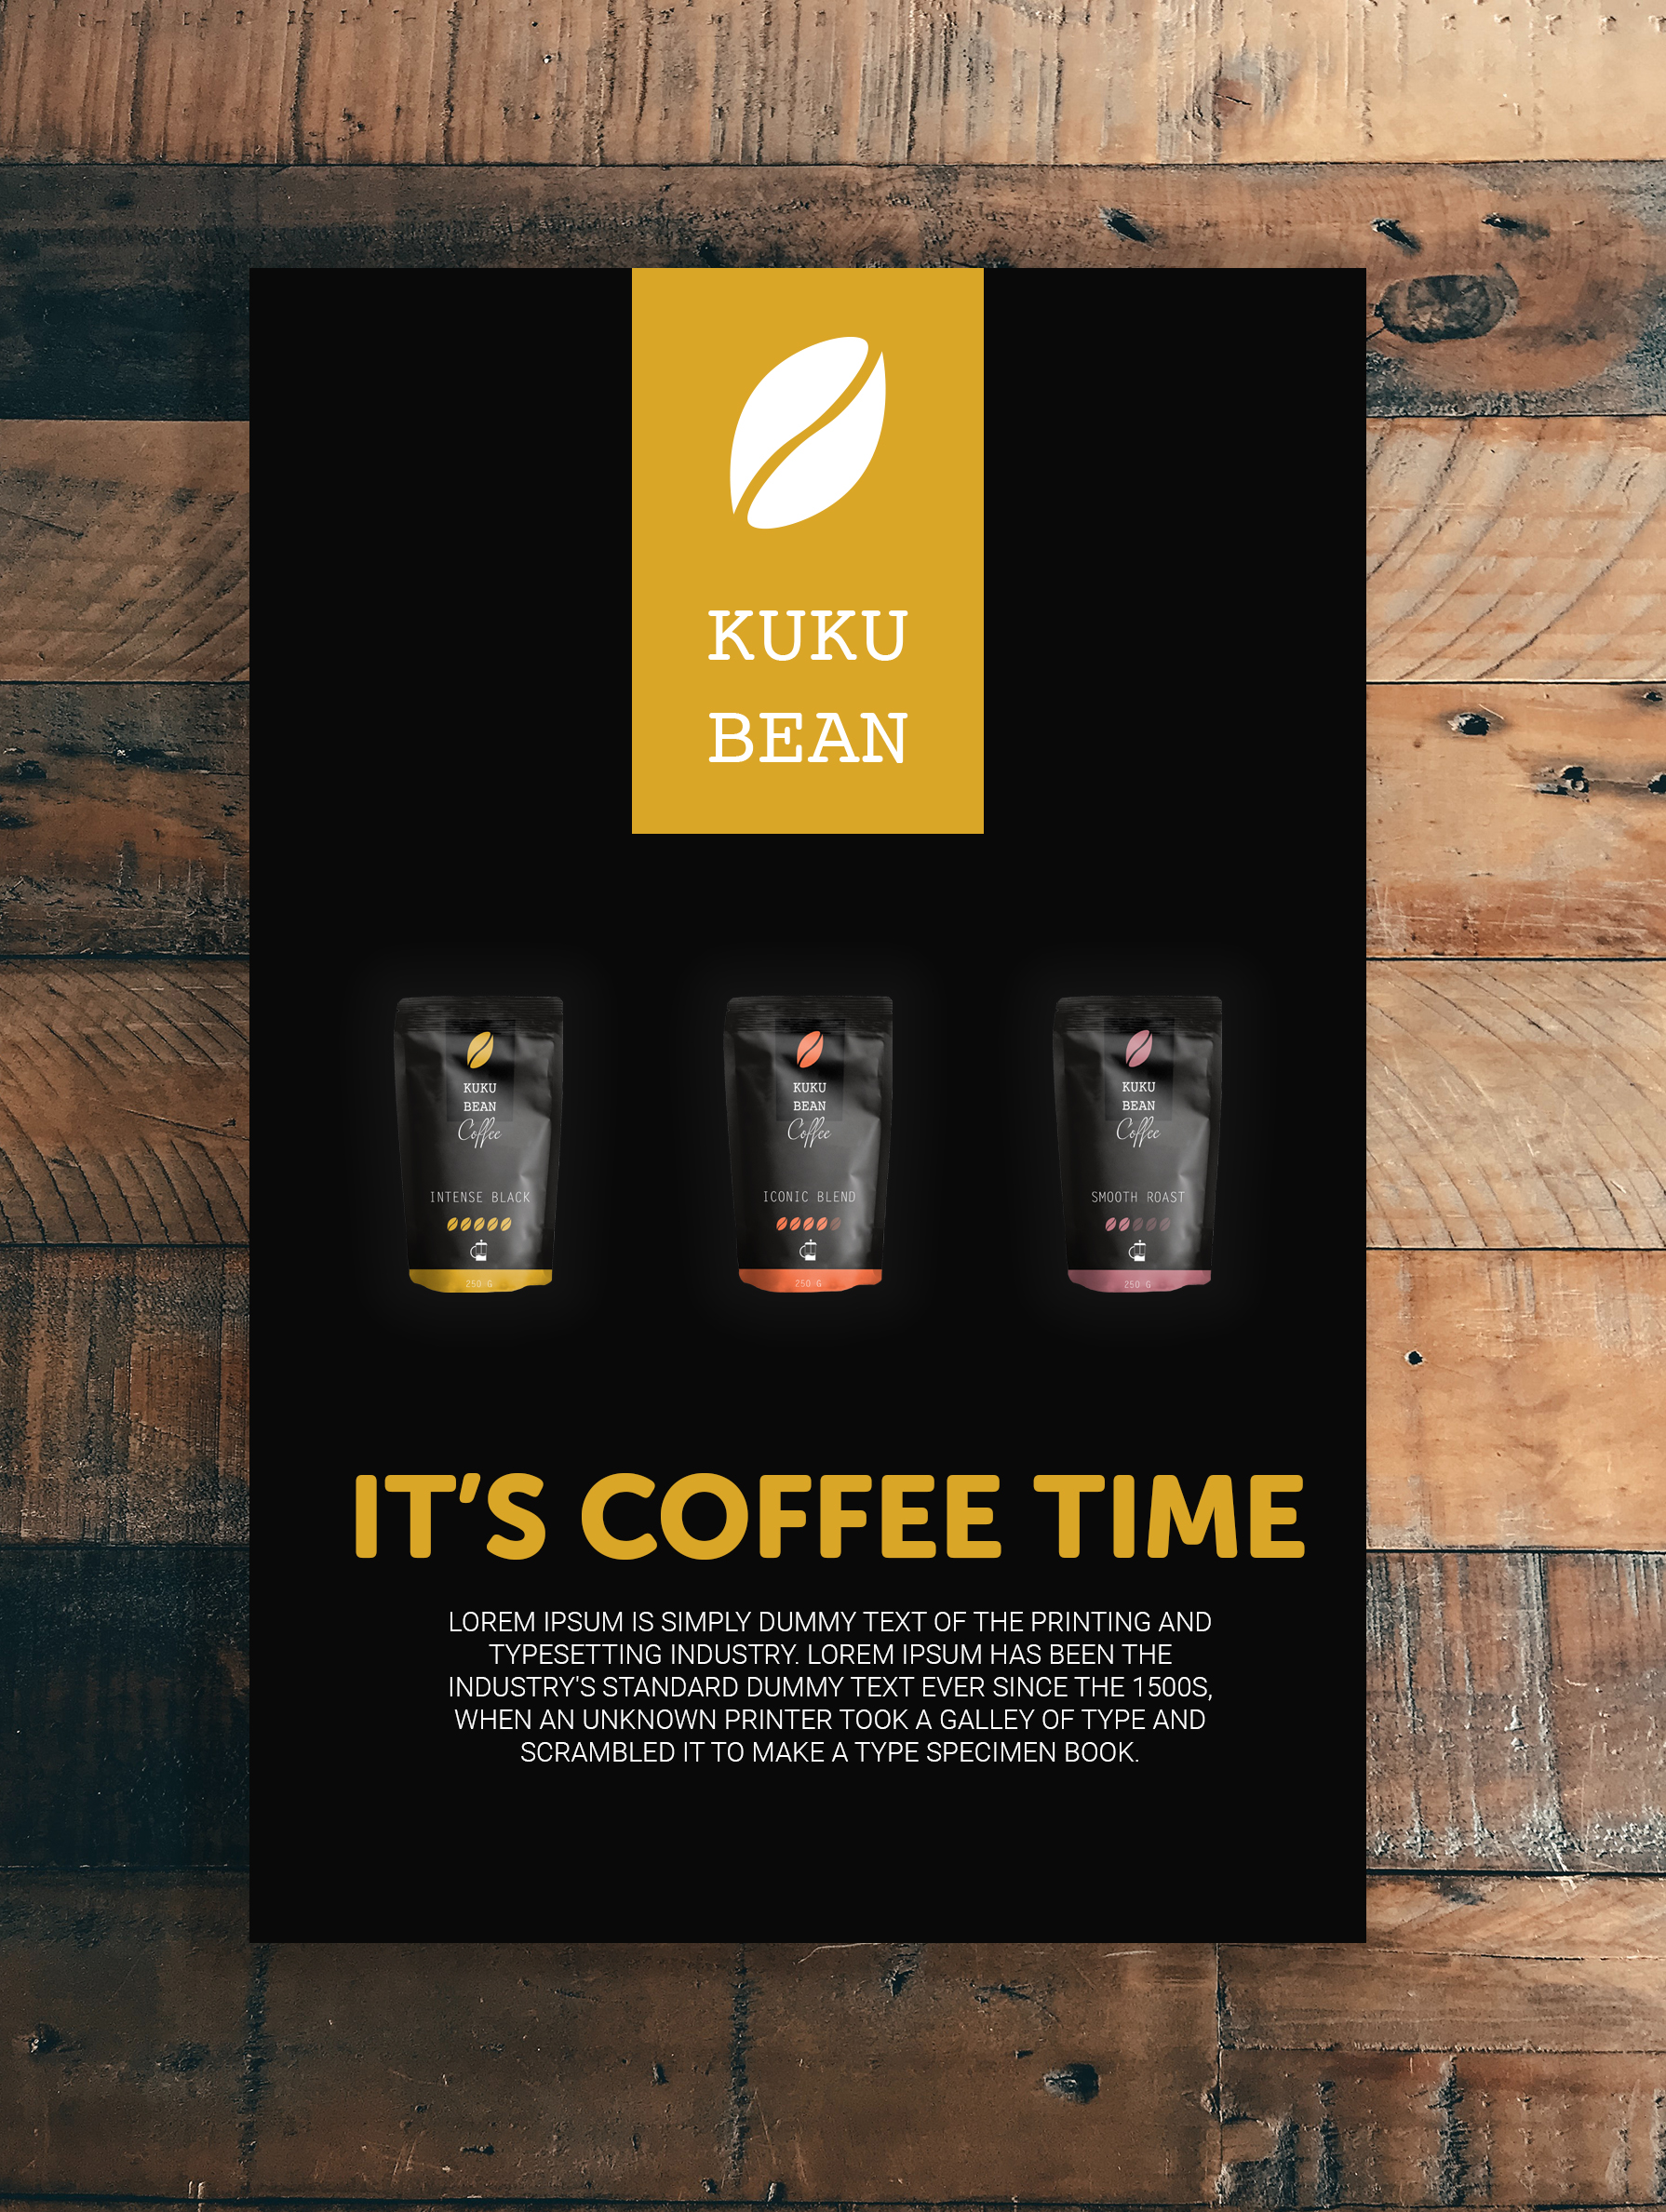 KUKU
BEAN
KUKU
BEAN
Coffee
INTENSE BLACK
250 G
KUKU
BEAN
Coffee
ICONIC BLEND
250 G
KUKU
BEAN
Coffee
SMOOTH ROAST
250 G
IT'S COFFEE TIME
LOREM IPSUM IS SIMPLY DUMMY TEXT OF THE PRINTING AND
TYPESETTING INDUSTRY. LOREM IPSUM HAS BEEN THE
INDUSTRY'S STANDARD DUMMY TEXT EVER SINCE THE 1500S,
WHEN AN UNKNOWN PRINTER TOOK A GALLEY OF TYPE AND
SCRAMBLED IT TO MAKE A TYPE SPECIMEN BOOK.